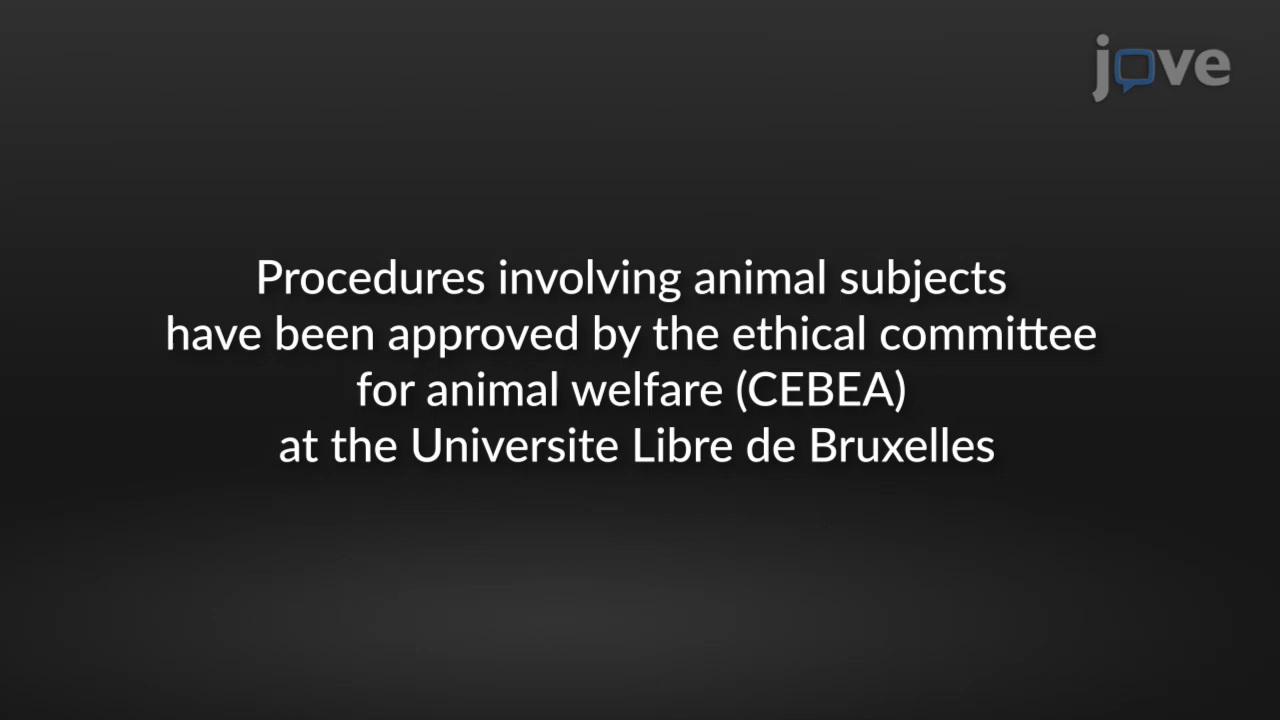 jove
Procedures involving animal subjects
have been approved by the ethical committee
for animal welfare (CEBEA)
at the Universite Libre de Bruxelles